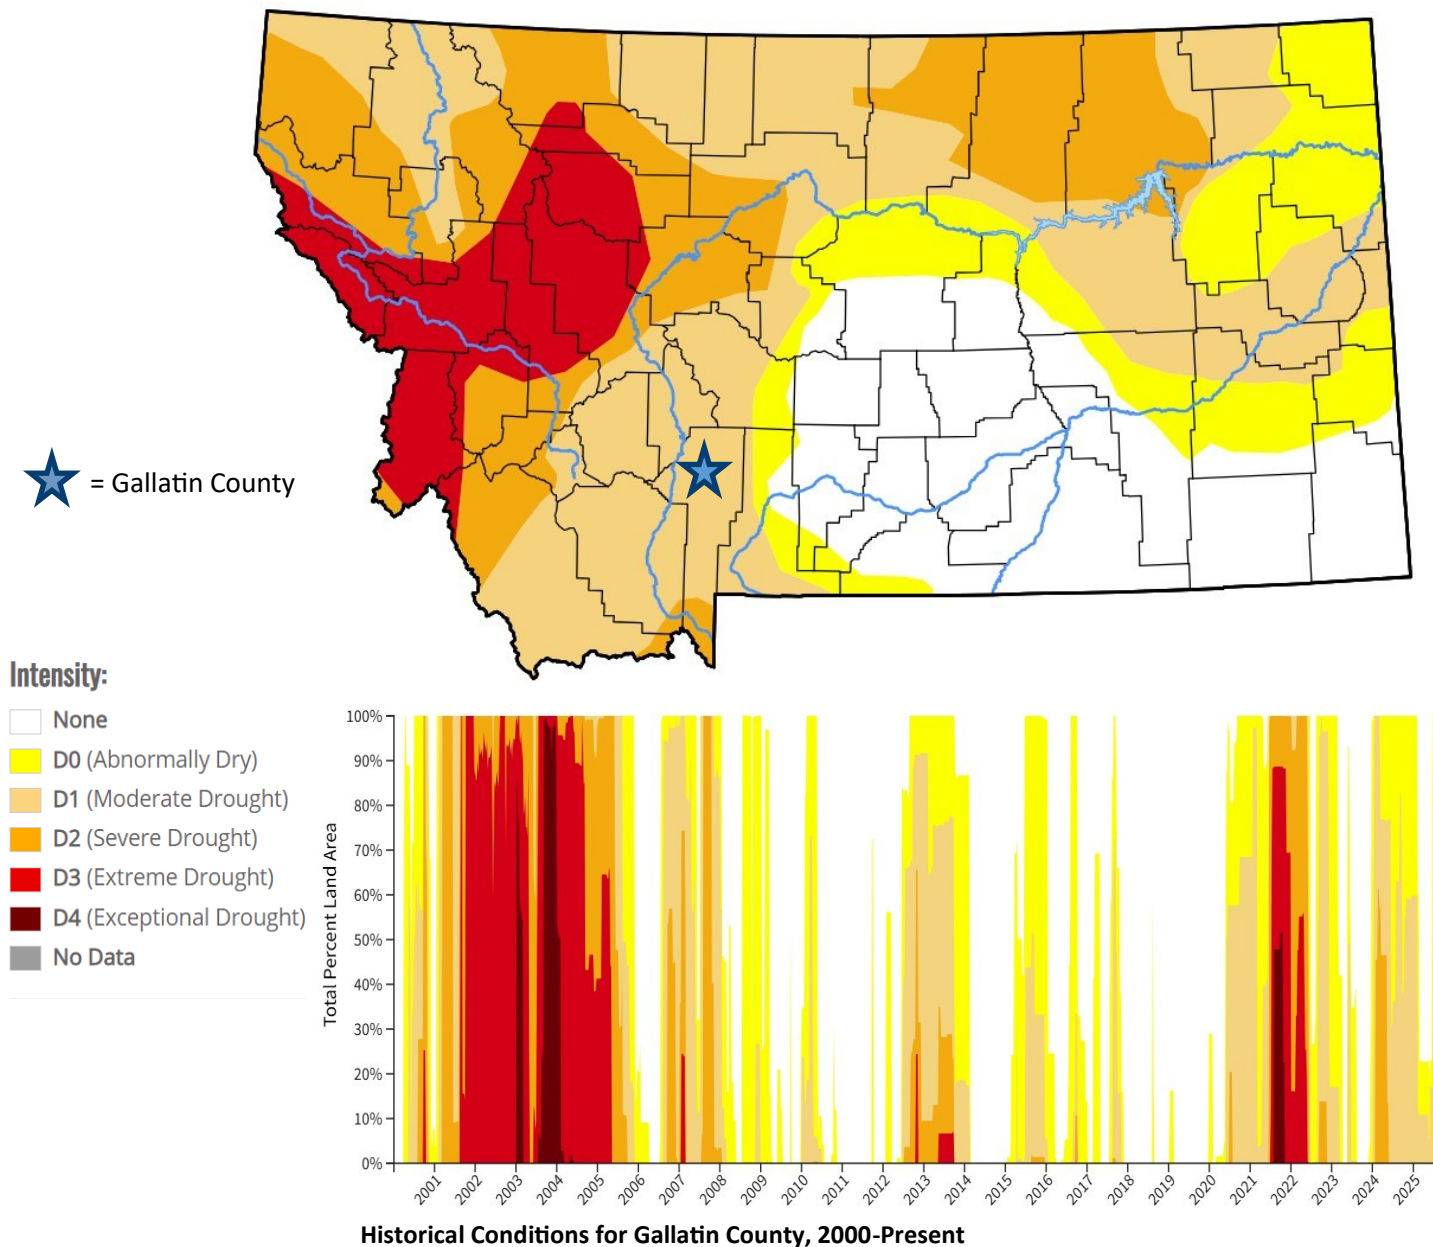 = Gallatin County
Intensity:
None
D0 (Abnormally Dry)
D1 (Moderate Drought)
D2 (Severe Drought)
D3 (Extreme Drought)
D4 (Exceptional Drought)
No Data
Total Percent Land Area
100%
90%
80%
70%
60%
50%
40%
30%
20%
10%
0%
2001 2002 2003 2004 2005 2006 2007 2008 2009 2010 2011 2012 2013 2014 2015 2016 2017 2018 2019 2020 2021 2022 2023 2024 2025
Historical Conditions for Gallatin County, 2000-Present